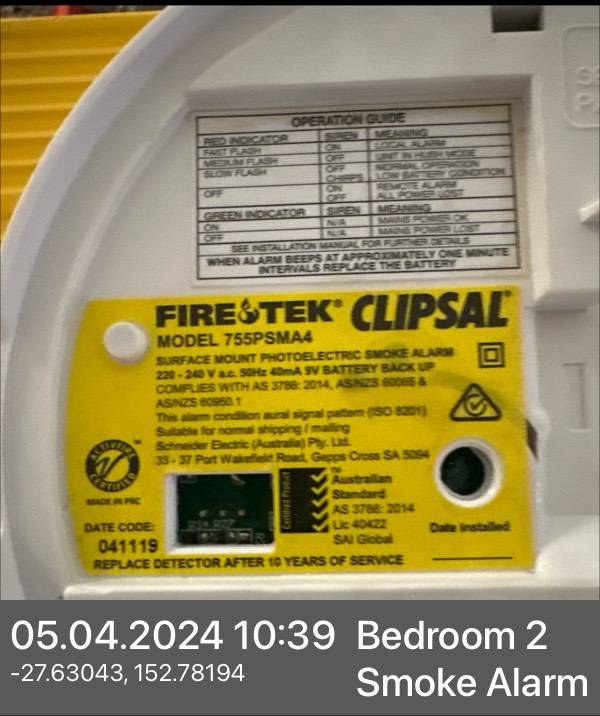 OPERATION GUIDE
RED INDICATOR SIREN MEANING
FAST FLASH ON LOCAL ALARM
MEDIUM FLASH OFF UNIT IN HUSH MODE
SLOW FLASH OFF NORMAL OPERATION
CHIRPS LOW BATTERY CONDITION
OFF ON REMOTE ALARM
OFF ALL POWER LOST
GREEN INDICATOR SIREN MEANING
ON N/A MAINS POWER OK
OFF N/A MAINS POWER LOST
SEE INSTALLATION MANUAL FOR FURTHER DETAILS
WHEN ALARM BEEPS AT APPROXIMATELY ONE MINUTE
INTERVALS REPLACE THE BATTERY
FIRETEK® CLIPSAL®
MODEL 755PSMA4
SURFACE MOUNT PHOTOELECTRIC SMOKE ALARM
220 - 240 V a.c. 50Hz 40mA 9V BATTERY BACK UP
COMPLIES WITH AS 3786: 2014, AS/NZS 60065 &
AS/NZS 60950.1
This alarm condition aural signal pattern (ISO 8201)
Suitable for normal shipping / mailing
Schneider Electric (Australia) Pty. Ltd.
33 - 37 Port Wakefield Road, Gepps Cross SA 5094
ACTIVFIRE CERTIFIED
MADE IN PRC
Certified Product
™
Australian
Standard
AS 3786: 2014
Lic 40422
SAI Global
DATE CODE:
041119
Date installed
REPLACE DETECTOR AFTER 10 YEARS OF SERVICE
05.04.2024 10:39
-27.63043, 152.78194
Bedroom 2
Smoke Alarm